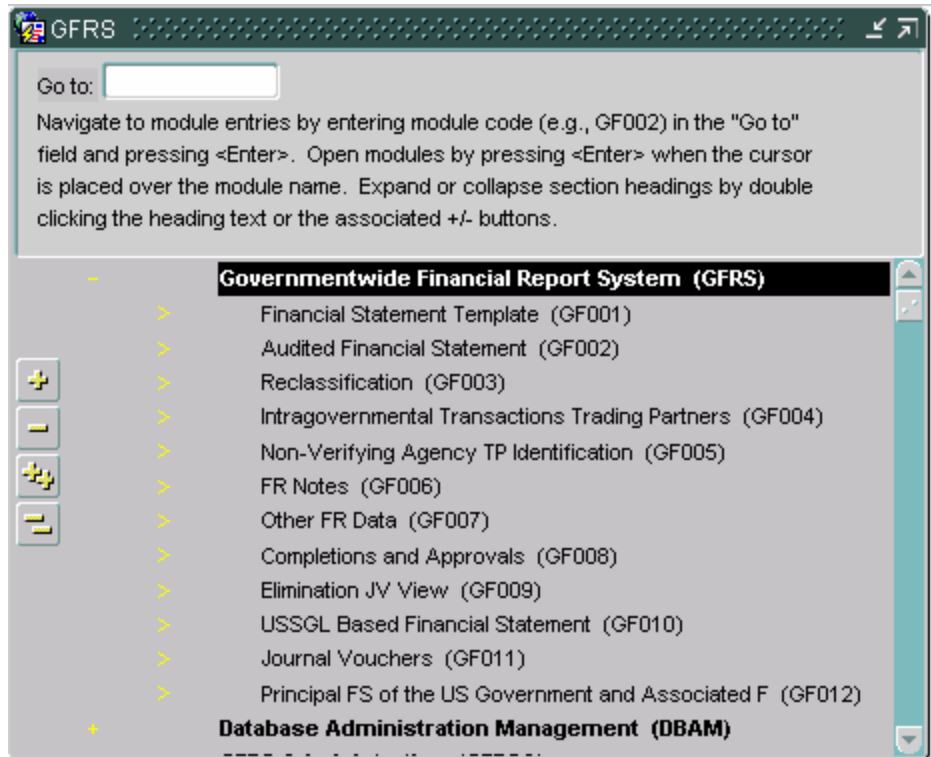 GFRS
Go to:
Navigate to module entries by entering module code (e.g., GF002) in the "Go to"
field and pressing <Enter>. Open modules by pressing <Enter> when the cursor
is placed over the module name. Expand or collapse section headings by double
clicking the heading text or the associated +/- buttons.
- Governmentwide Financial Report System (GFRS)
> Financial Statement Template (GF001)
> Audited Financial Statement (GF002)
> Reclassification (GF003)
> Intragovernmental Transactions Trading Partners (GF004)
> Non-Verifying Agency TP Identification (GF005)
> FR Notes (GF006)
> Other FR Data (GF007)
> Completions and Approvals (GF008)
> Elimination JV View (GF009)
> USSGL Based Financial Statement (GF010)
> Journal Vouchers (GF011)
> Principal FS of the US Government and Associated F (GF012)
+ Database Administration Management (DBAM)